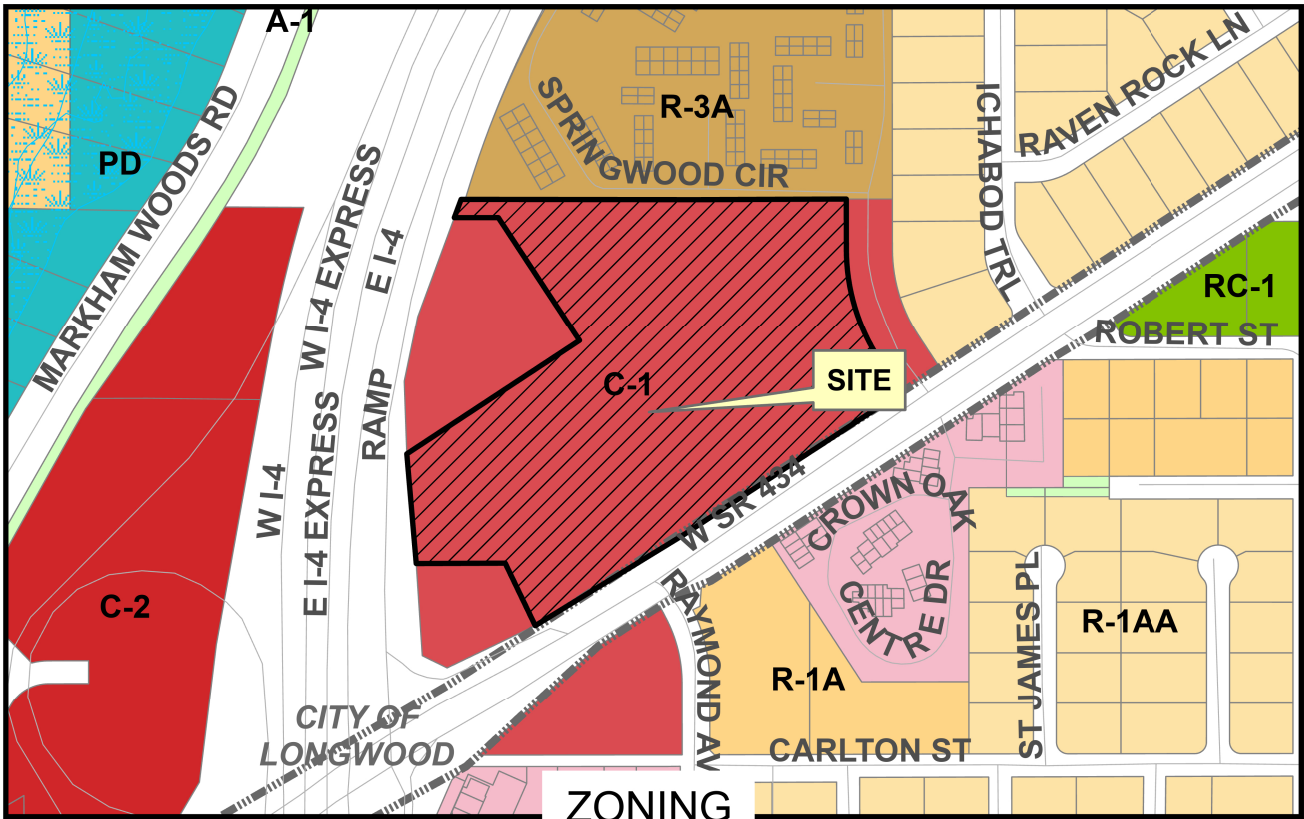 A-1
MARKHAM WOODS RD
PD
R-3A
SPRINGWOOD CIR
ICHABOD TRL
RAVEN ROCK LN
W I-4 EXPRESS
E I-4
RC-1
ROBERT ST
RAMP
C-1
SITE
W I-4
E I-4 EXPRESS
W SR 434
CROWN OAK
CENTRE DR
C-2
RAYMOND AV
ST JAMES PL
R-1AA
R-1A
CITY OF
LONGWOOD
CARLTON ST
ZONING